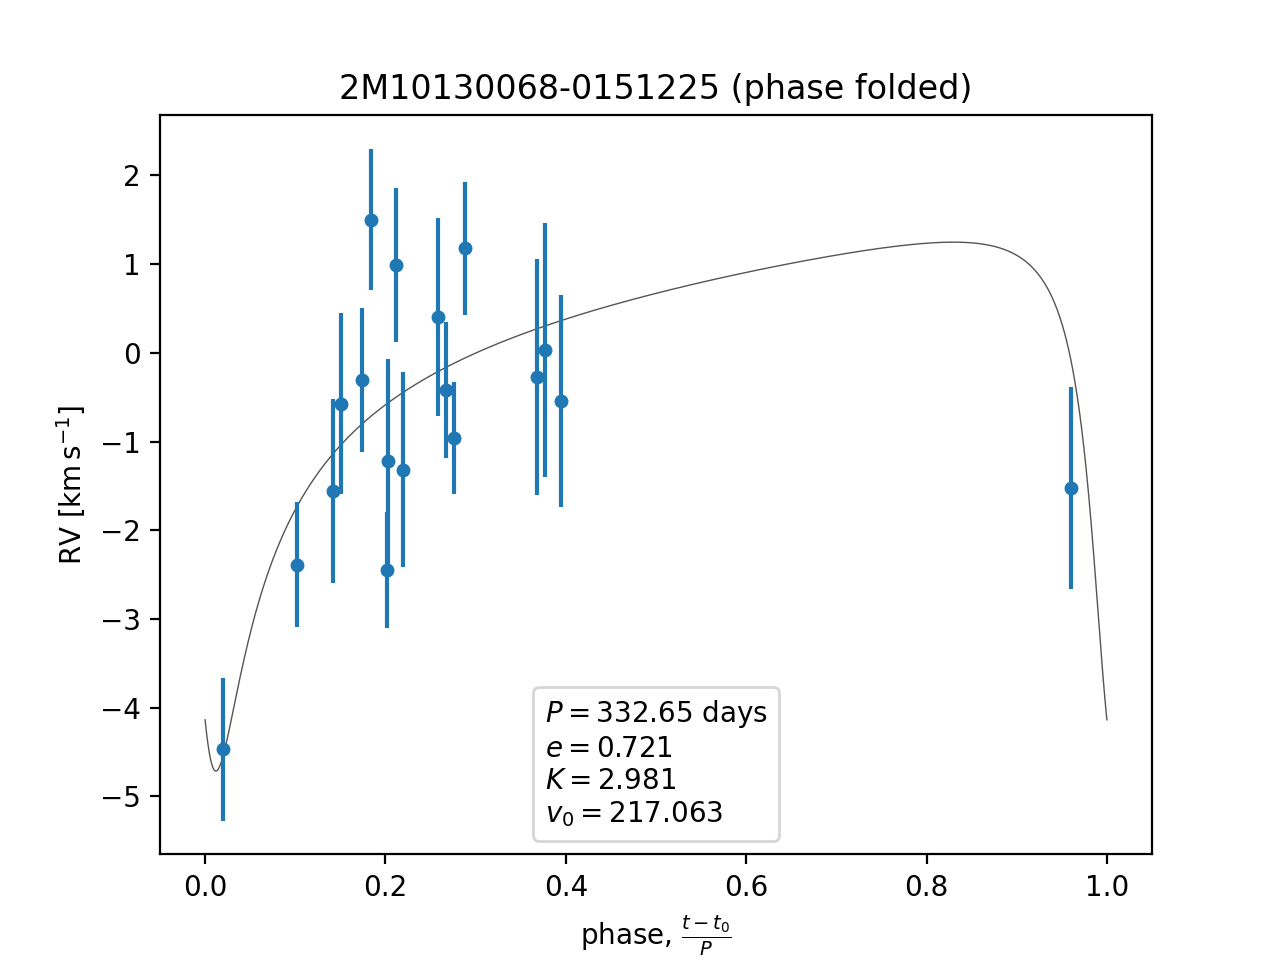 2M10130068-0151225 (phase folded)
2
1
0
−1
−2
−3
−4
−5
RV [km s⁻¹]
P = 332.65 days
e = 0.721
K = 2.981
v₀ = 217.063
0.0 0.2 0.4 0.6 0.8 1.0
phase, (t − t₀)/P